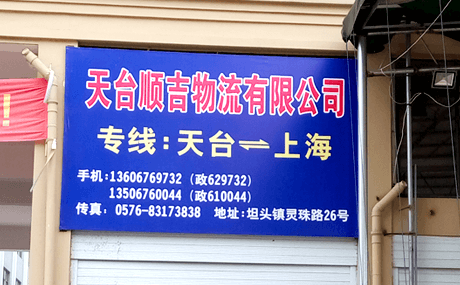 天台顺吉物流有限公司
专线:天台⇌上海
手机:13606769732（政629732）
13506760044（政610044）
传真:0576-83173838 地址:坦头镇灵珠路26号
!